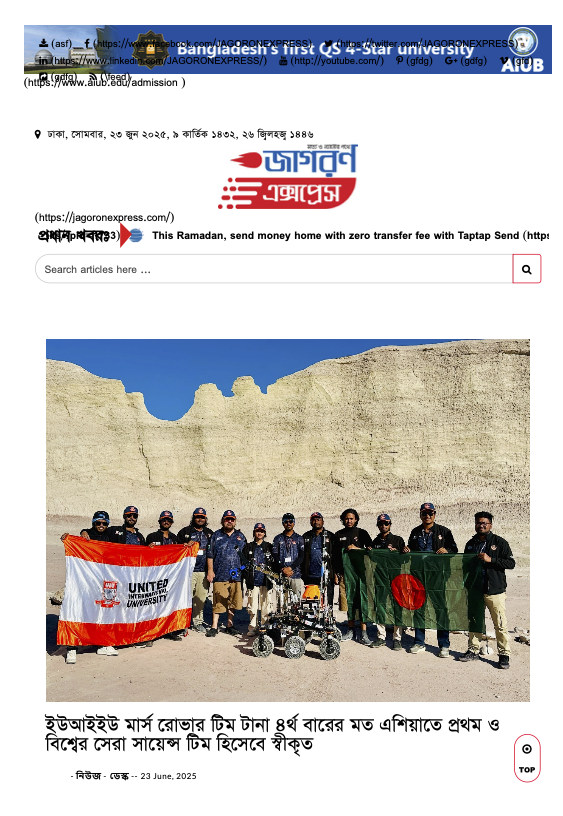 Bangladesh's first QS 4-Star university
AIUB
(asf) (https://www.facebook.com/JAGORONEXPRESS) (https://twitter.com/JAGORONEXPRESS)
(https://www.linkedin.com/JAGORONEXPRESS/) (http://youtube.com/) (gfdg) (gdfg)
(gdfg) (\feed)
(https://www.aiub.edu/admission )
ঢাকা, সোমবার, ২৩ জুন ২০২৫, ৯ কার্তিক ১৪৩২, ২৬ জ্বিলহজ্ব ১৪৪৬
জাগরণ
এক্সপ্রেস
(https://jagoronexpress.com/)
প্রধান খবরঃ
This Ramadan, send money home with zero transfer fee with Taptap Send (https
Search articles here ...
UNITED
INTERNATIONAL
UNIVERSITY
ইউআইইউ মার্স রোভার টিম টানা ৪র্থ বারের মত এশিয়াতে প্রথম ও
বিশ্বের সেরা সায়েন্স টিম হিসেবে স্বীকৃত
TOP
- নিউজ - ডেস্ক -- 23 June, 2025